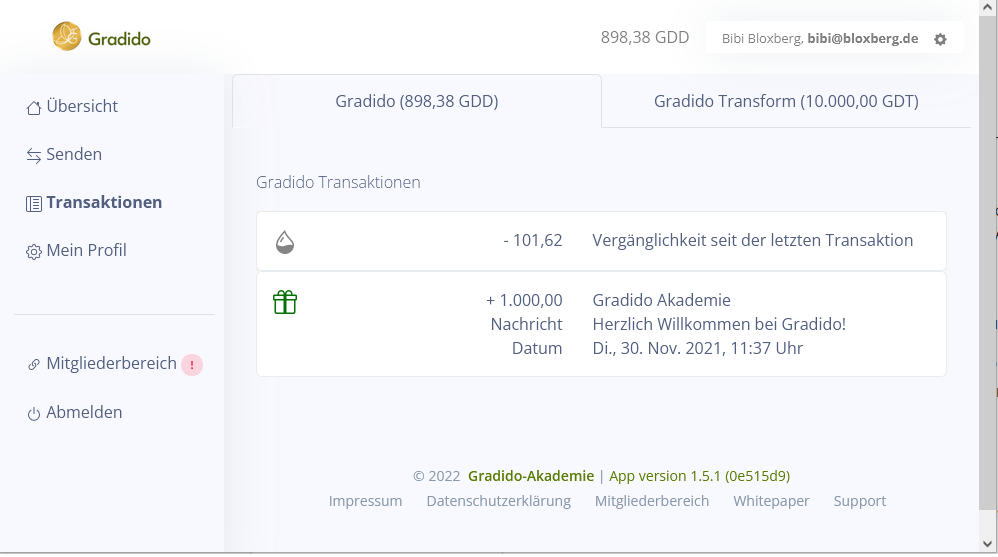 Gradido
898,38 GDD
Bibi Bloxberg, bibi@bloxberg.de
Übersicht
Senden
Transaktionen
Mein Profil
Mitgliederbereich !
Abmelden
Gradido (898,38 GDD)
Gradido Transform (10.000,00 GDT)
Gradido Transaktionen
- 101,62 Vergänglichkeit seit der letzten Transaktion
+ 1.000,00 Gradido Akademie
Nachricht Herzlich Willkommen bei Gradido!
Datum Di., 30. Nov. 2021, 11:37 Uhr
© 2022 Gradido-Akademie | App version 1.5.1 (0e515d9)
Impressum Datenschutzerklärung Mitgliederbereich Whitepaper Support